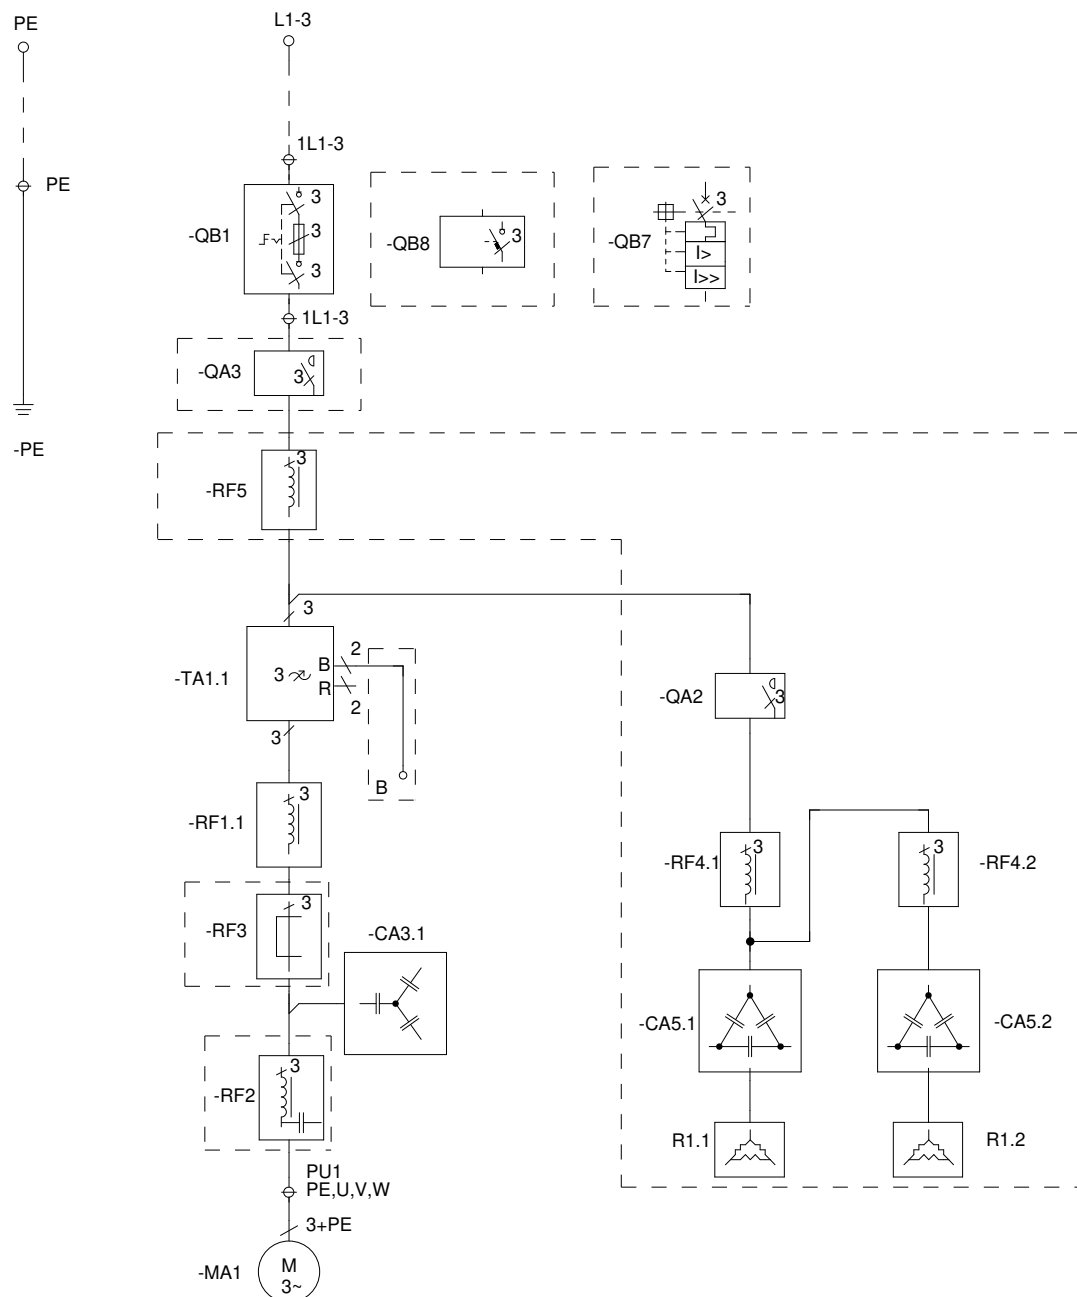 PE
L1-3
1L1-3
PE
-QB1
3
3
3
-QB8
3
-QB7
3
I>
I>>
1L1-3
-QA3
3
-PE
-RF5
3
3
-TA1.1
3
B
R
2
2
3
B
-QA2
3
-RF1.1
3
-RF4.1
3
-RF4.2
3
-RF3
3
-CA3.1
-CA5.1
-CA5.2
-RF2
3
R1.1
R1.2
PU1
PE,U,V,W
3+PE
-MA1
M
3~